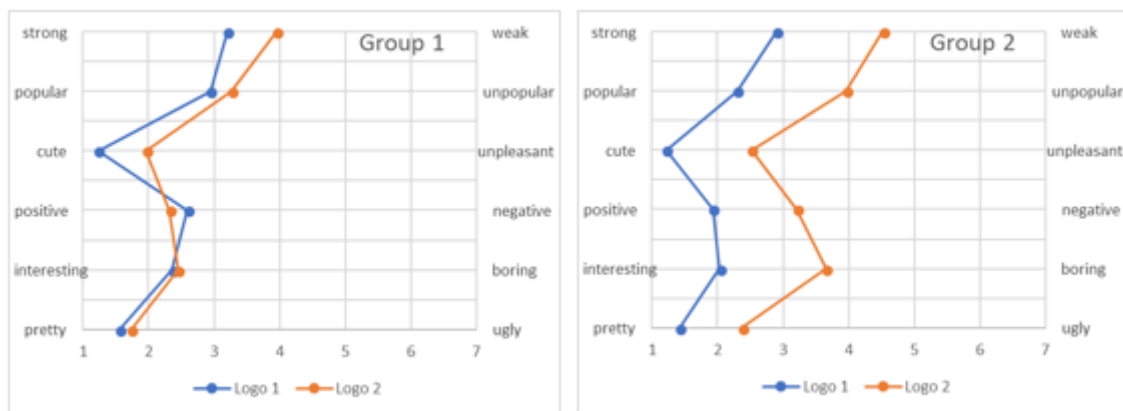 Group 1
strong weak
popular unpopular
cute unpleasant
positive negative
interesting boring
pretty ugly
1 2 3 4 5 6 7
Logo 1 Logo 2
Group 2
strong weak
popular unpopular
cute unpleasant
positive negative
interesting boring
pretty ugly
1 2 3 4 5 6 7
Logo 1 Logo 2